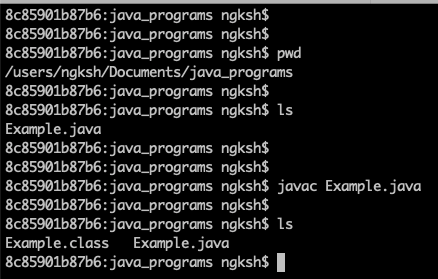 8c85901b87b6:java_programs ngksh$
8c85901b87b6:java_programs ngksh$
8c85901b87b6:java_programs ngksh$ pwd
/users/ngksh/Documents/java_programs
8c85901b87b6:java_programs ngksh$
8c85901b87b6:java_programs ngksh$ ls
Example.java
8c85901b87b6:java_programs ngksh$
8c85901b87b6:java_programs ngksh$
8c85901b87b6:java_programs ngksh$ javac Example.java
8c85901b87b6:java_programs ngksh$
8c85901b87b6:java_programs ngksh$ ls
Example.class   Example.java
8c85901b87b6:java_programs ngksh$